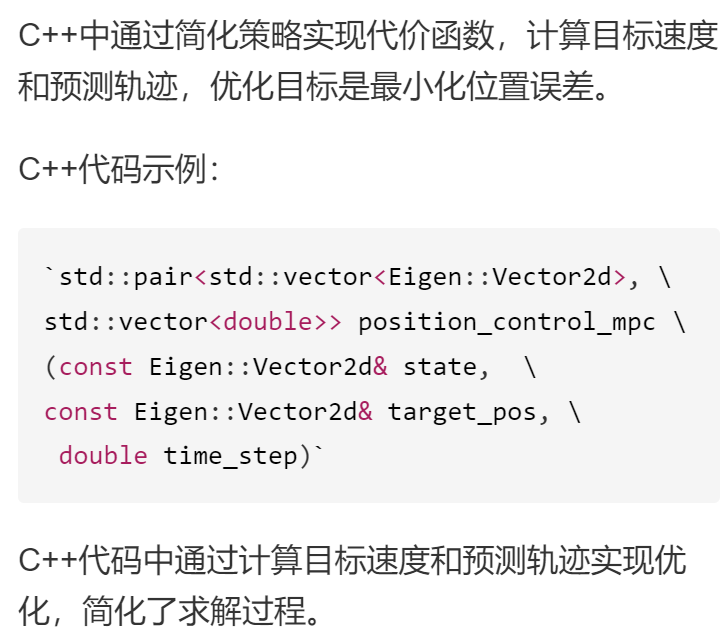 C++中通过简化策略实现代价函数，计算目标速度
和预测轨迹，优化目标是最小化位置误差。
C++代码示例：
`std::pair<std::vector<Eigen::Vector2d>, \
std::vector<double>> position_control_mpc \
(const Eigen::Vector2d& state,  \
const Eigen::Vector2d& target_pos, \
 double time_step)`
C++代码中通过计算目标速度和预测轨迹实现优
化，简化了求解过程。